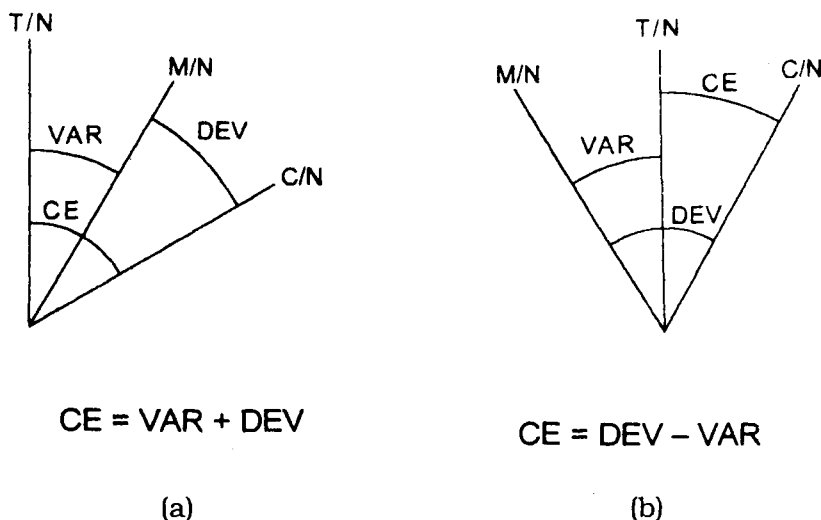 T/N
M/N
VAR
DEV
CE
C/N
CE = VAR + DEV
(a)
T/N
M/N
CE
C/N
VAR
DEV
CE = DEV – VAR
(b)